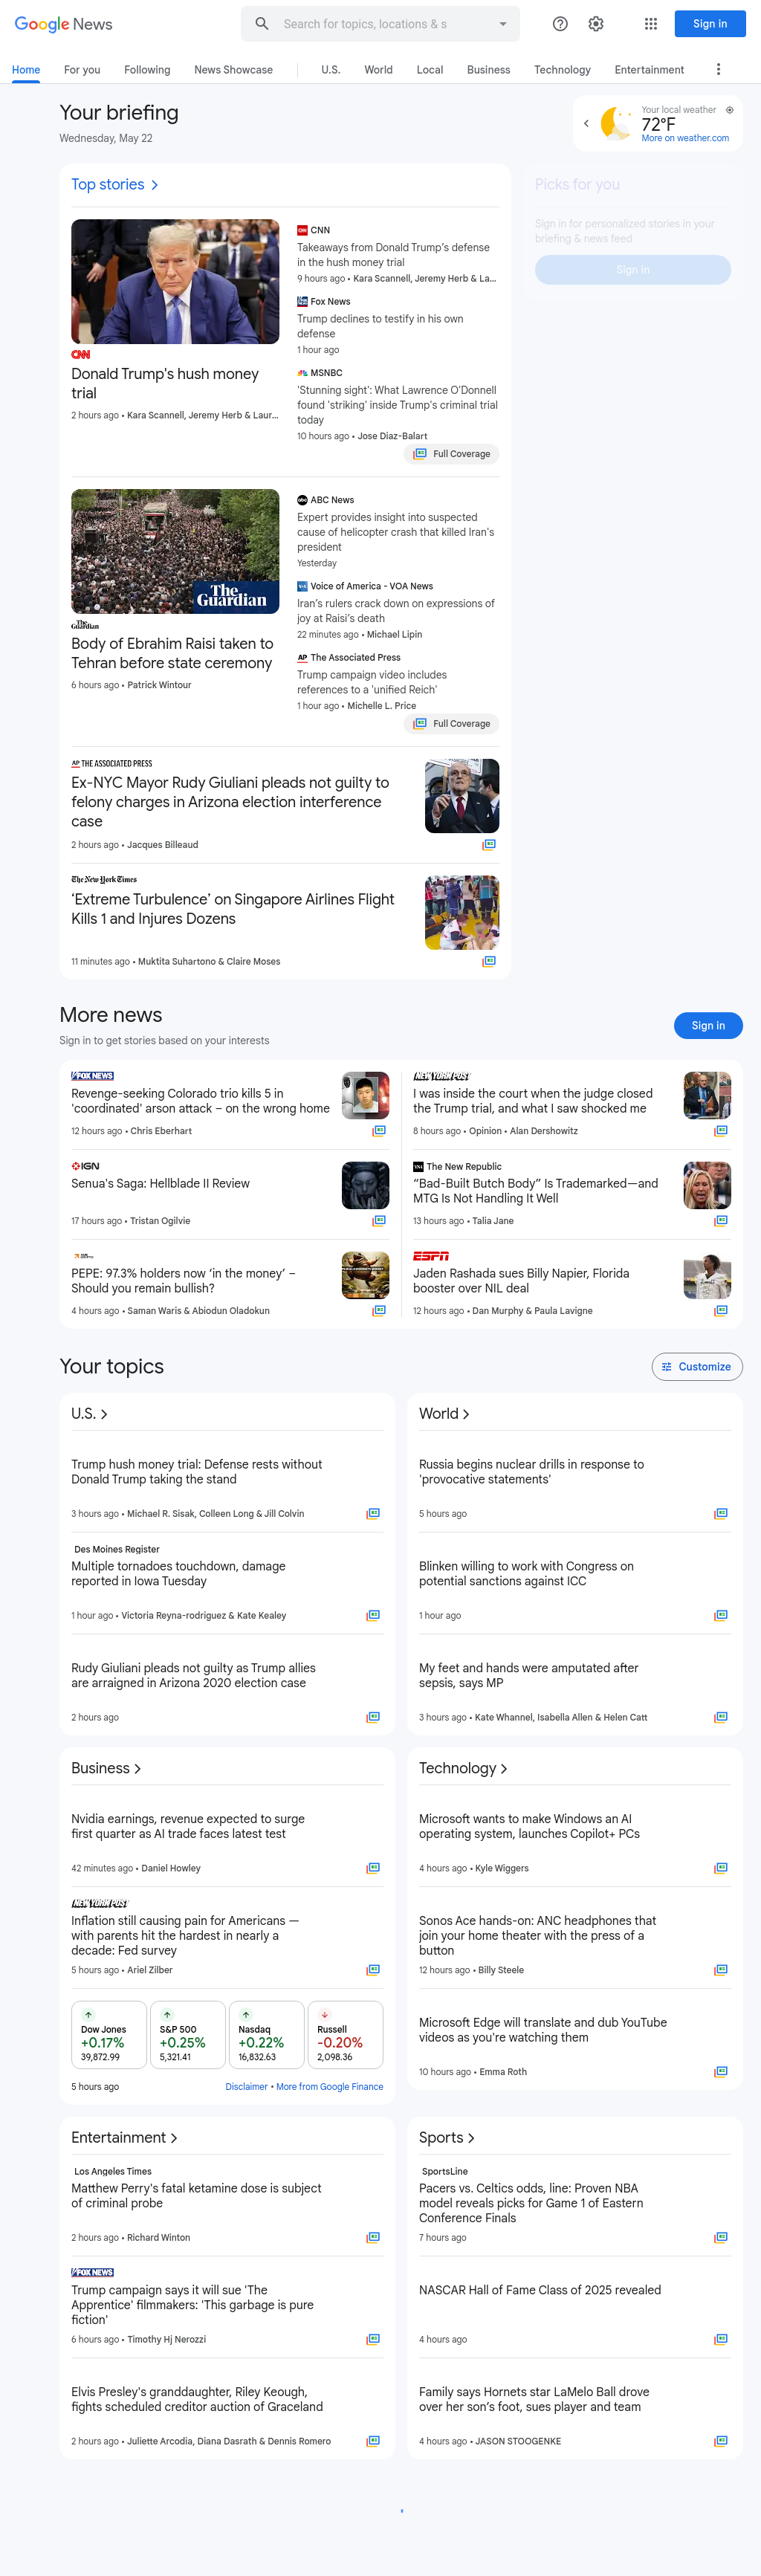 Google News
Search for topics, locations & s
Sign in
Home
For you
Following
News Showcase
U.S.
World
Local
Business
Technology
Entertainment
Your briefing
Wednesday, May 22
Your local weather
72°F
More on weather.com
Top stories
CNN
Donald Trump's hush money
trial
2 hours ago • Kara Scannell, Jeremy Herb & Laur...
CNN
Takeaways from Donald Trump's defense
in the hush money trial
9 hours ago • Kara Scannell, Jeremy Herb & La...
Fox News
Trump declines to testify in his own
defense
1 hour ago
MSNBC
'Stunning sight': What Lawrence O'Donnell
found 'striking' inside Trump's criminal trial
today
10 hours ago • Jose Diaz-Balart
Full Coverage
Picks for you
Sign in for personalized stories in your
briefing & news feed
Sign in
The
Guardian
The
Guardian
Body of Ebrahim Raisi taken to
Tehran before state ceremony
6 hours ago • Patrick Wintour
abc
ABC News
Expert provides insight into suspected
cause of helicopter crash that killed Iran's
president
Yesterday
Voice of America - VOA News
Iran's rulers crack down on expressions of
joy at Raisi's death
22 minutes ago • Michael Lipin
AP
The Associated Press
Trump campaign video includes
references to a 'unified Reich'
1 hour ago • Michelle L. Price
Full Coverage
AP THE ASSOCIATED PRESS
Ex-NYC Mayor Rudy Giuliani pleads not guilty to
felony charges in Arizona election interference
case
2 hours ago • Jacques Billeaud
The New York Times
‘Extreme Turbulence’ on Singapore Airlines Flight
Kills 1 and Injures Dozens
11 minutes ago • Muktita Suhartono & Claire Moses
More news
Sign in to get stories based on your interests
Sign in
FOX NEWS
Revenge-seeking Colorado trio kills 5 in
'coordinated' arson attack – on the wrong home
12 hours ago • Chris Eberhart
IGN
Senua's Saga: Hellblade II Review
17 hours ago • Tristan Ogilvie
PEPE: 97.3% holders now ‘in the money’ –
Should you remain bullish?
4 hours ago • Saman Waris & Abiodun Oladokun
NEW YORK POST
I was inside the court when the judge closed
the Trump trial, and what I saw shocked me
8 hours ago • Opinion • Alan Dershowitz
TNR
The New Republic
“Bad-Built Butch Body” Is Trademarked—and
MTG Is Not Handling It Well
13 hours ago • Talia Jane
ESPN
Jaden Rashada sues Billy Napier, Florida
booster over NIL deal
12 hours ago • Dan Murphy & Paula Lavigne
Your topics
Customize
U.S.
Trump hush money trial: Defense rests without
Donald Trump taking the stand
3 hours ago • Michael R. Sisak, Colleen Long & Jill Colvin
Des Moines Register
Multiple tornadoes touchdown, damage
reported in Iowa Tuesday
1 hour ago • Victoria Reyna-rodriguez & Kate Kealey
Rudy Giuliani pleads not guilty as Trump allies
are arraigned in Arizona 2020 election case
2 hours ago
World
Russia begins nuclear drills in response to
'provocative statements'
5 hours ago
Blinken willing to work with Congress on
potential sanctions against ICC
1 hour ago
My feet and hands were amputated after
sepsis, says MP
3 hours ago • Kate Whannel, Isabella Allen & Helen Catt
Business
Nvidia earnings, revenue expected to surge
first quarter as AI trade faces latest test
42 minutes ago • Daniel Howley
NEW YORK POST
Inflation still causing pain for Americans —
with parents hit the hardest in nearly a
decade: Fed survey
5 hours ago • Ariel Zilber
Dow Jones
+0.17%
39,872.99
S&P 500
+0.25%
5,321.41
Nasdaq
+0.22%
16,832.63
Russell
-0.20%
2,098.36
5 hours ago
Disclaimer • More from Google Finance
Technology
Microsoft wants to make Windows an AI
operating system, launches Copilot+ PCs
4 hours ago • Kyle Wiggers
Sonos Ace hands-on: ANC headphones that
join your home theater with the press of a
button
12 hours ago • Billy Steele
Microsoft Edge will translate and dub YouTube
videos as you're watching them
10 hours ago • Emma Roth
Entertainment
Los Angeles Times
Matthew Perry's fatal ketamine dose is subject
of criminal probe
2 hours ago • Richard Winton
FOX NEWS
Trump campaign says it will sue 'The
Apprentice' filmmakers: 'This garbage is pure
fiction'
6 hours ago • Timothy Hj Nerozzi
Elvis Presley's granddaughter, Riley Keough,
fights scheduled creditor auction of Graceland
2 hours ago • Juliette Arcodia, Diana Dasrath & Dennis Romero
Sports
SportsLine
Pacers vs. Celtics odds, line: Proven NBA
model reveals picks for Game 1 of Eastern
Conference Finals
7 hours ago
NASCAR Hall of Fame Class of 2025 revealed
4 hours ago
Family says Hornets star LaMelo Ball drove
over her son's foot, sues player and team
4 hours ago • JASON STOOGENKE